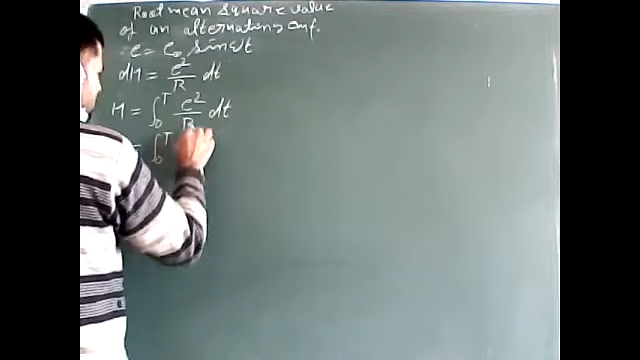 Root mean square value
of an alternating emf.
e = e₀ sin ωt
dH = e²/R dt
H = ∫₀ᵀ e²/R dt
= ∫₀ᵀ